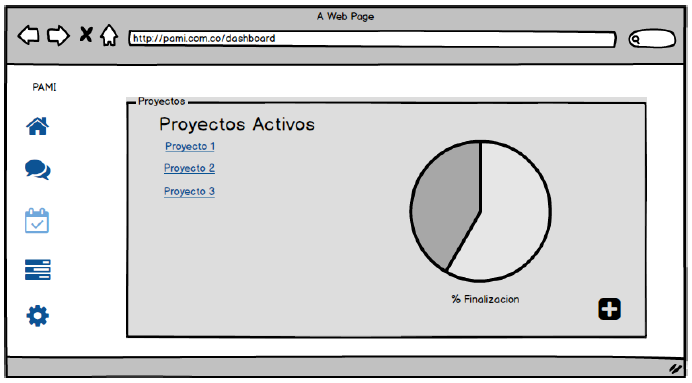 A Web Page
http://pami.com.co/dashboard
PAMI
Proyectos
Proyectos Activos
Proyecto 1
Proyecto 2
Proyecto 3
% Finalizacion